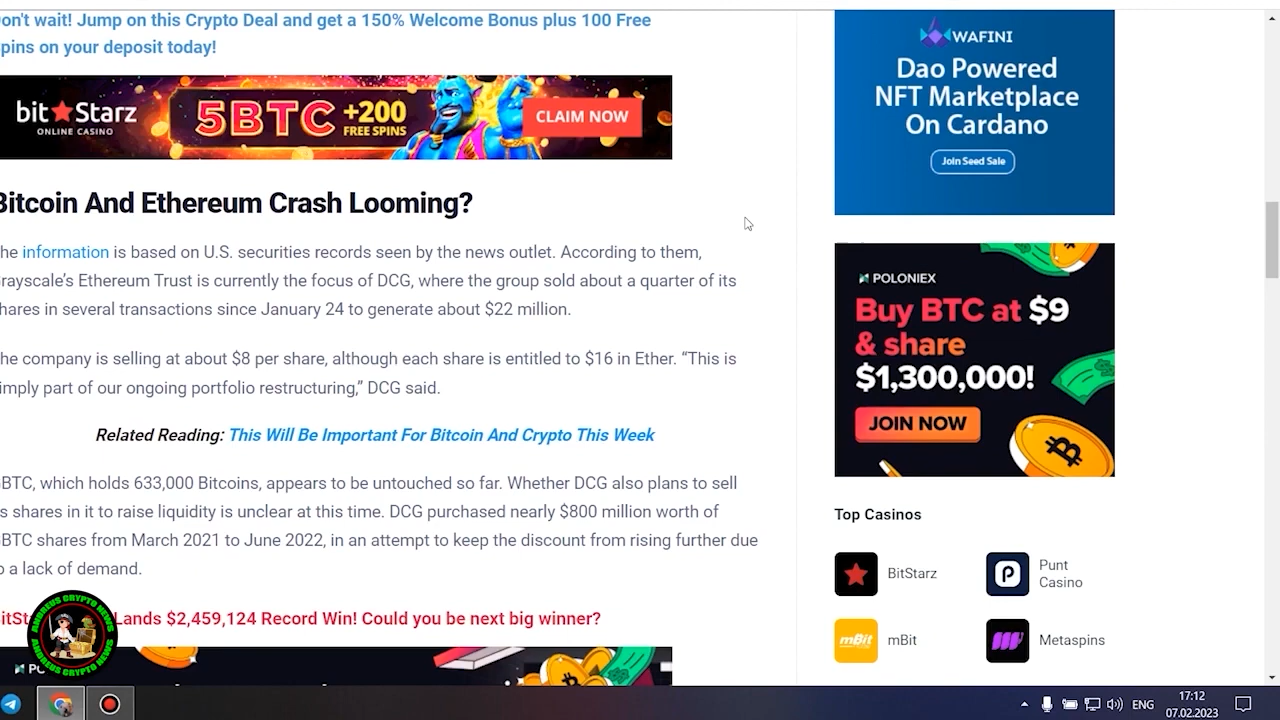 on't wait! Jump on this Crypto Deal and get a 150% Welcome Bonus plus 100 Free
pins on your deposit today!
bit Starz
ONLINE CASINO
5BTC +200
FREE SPINS
CLAIM NOW
Bitcoin And Ethereum Crash Looming?
he information is based on U.S. securities records seen by the news outlet. According to them,
rayscale's Ethereum Trust is currently the focus of DCG, where the group sold about a quarter of its
hares in several transactions since January 24 to generate about $22 million.
he company is selling at about $8 per share, although each share is entitled to $16 in Ether. “This is
imply part of our ongoing portfolio restructuring,” DCG said.
Related Reading: This Will Be Important For Bitcoin And Crypto This Week
BTC, which holds 633,000 Bitcoins, appears to be untouched so far. Whether DCG also plans to sell
s shares in it to raise liquidity is unclear at this time. DCG purchased nearly $800 million worth of
BTC shares from March 2021 to June 2022, in an attempt to keep the discount from rising further due
o a lack of demand.
itSt Lands $2,459,124 Record Win! Could you be next big winner?
ANDREUS CRYPTO NEWS
ANDREUS CRYPTO NEWS
WAFINI
Dao Powered
NFT Marketplace
On Cardano
Join Seed Sale
POLONIEX
Buy BTC at $9
& share
$1,300,000!
JOIN NOW
Top Casinos
BitStarz
Punt
Casino
mBit
mBit
Metaspins
ENG
17:12
07.02.2023